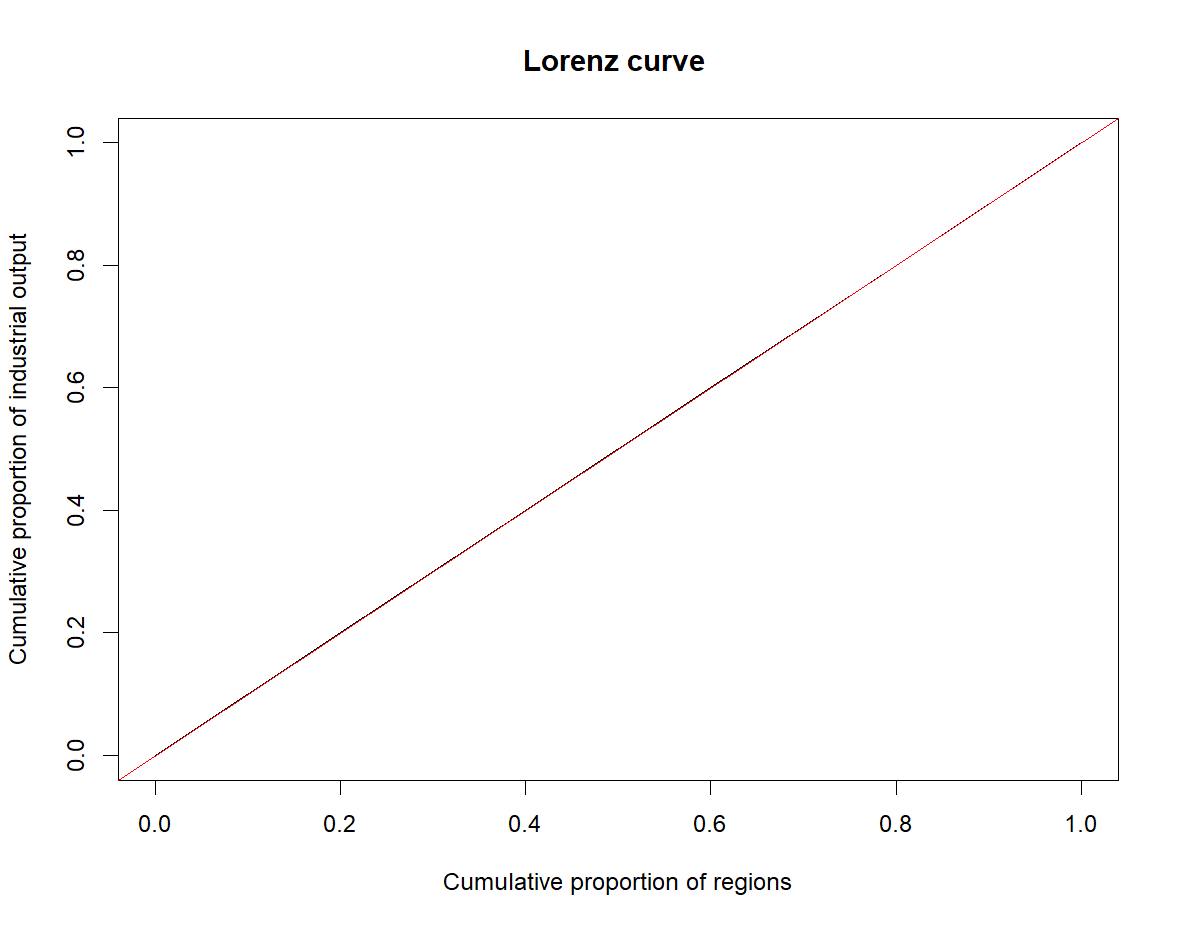 Lorenz curve
Cumulative proportion of industrial output
1.0
0.8
0.6
0.4
0.2
0.0
0.0 0.2 0.4 0.6 0.8 1.0
Cumulative proportion of regions